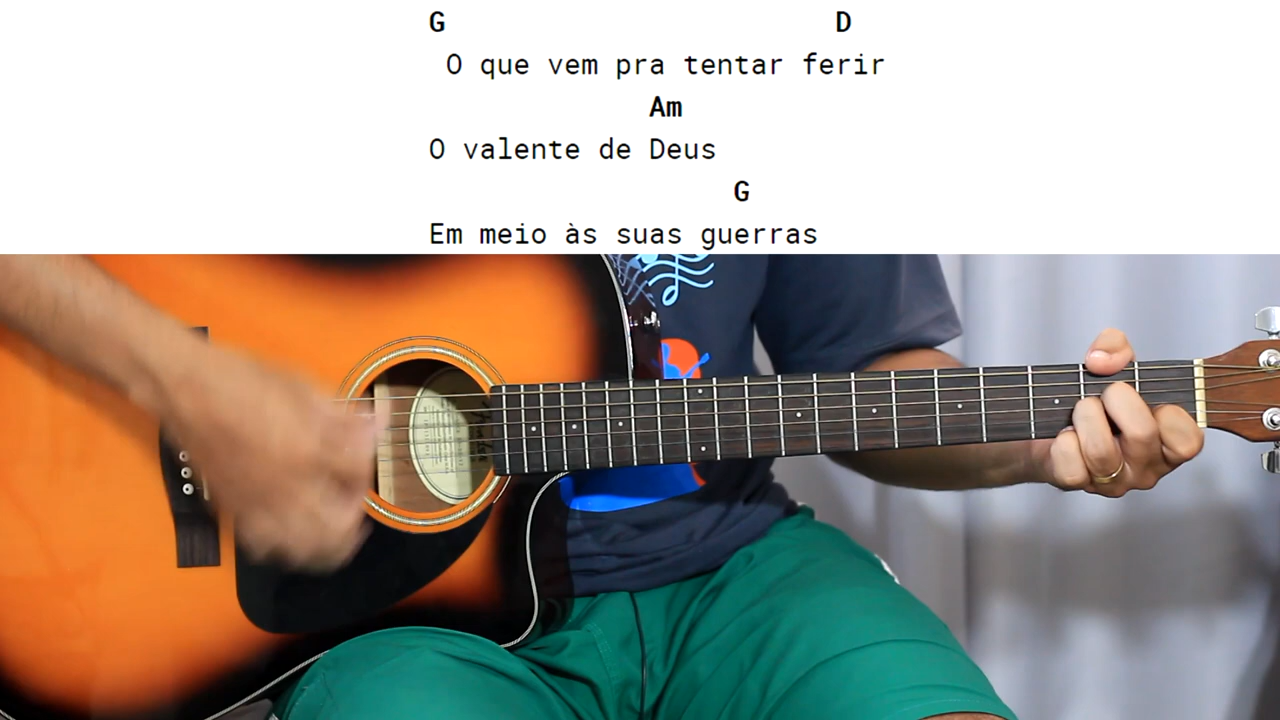 G D
O que vem pra tentar ferir
Am
O valente de Deus
G
Em meio às suas guerras